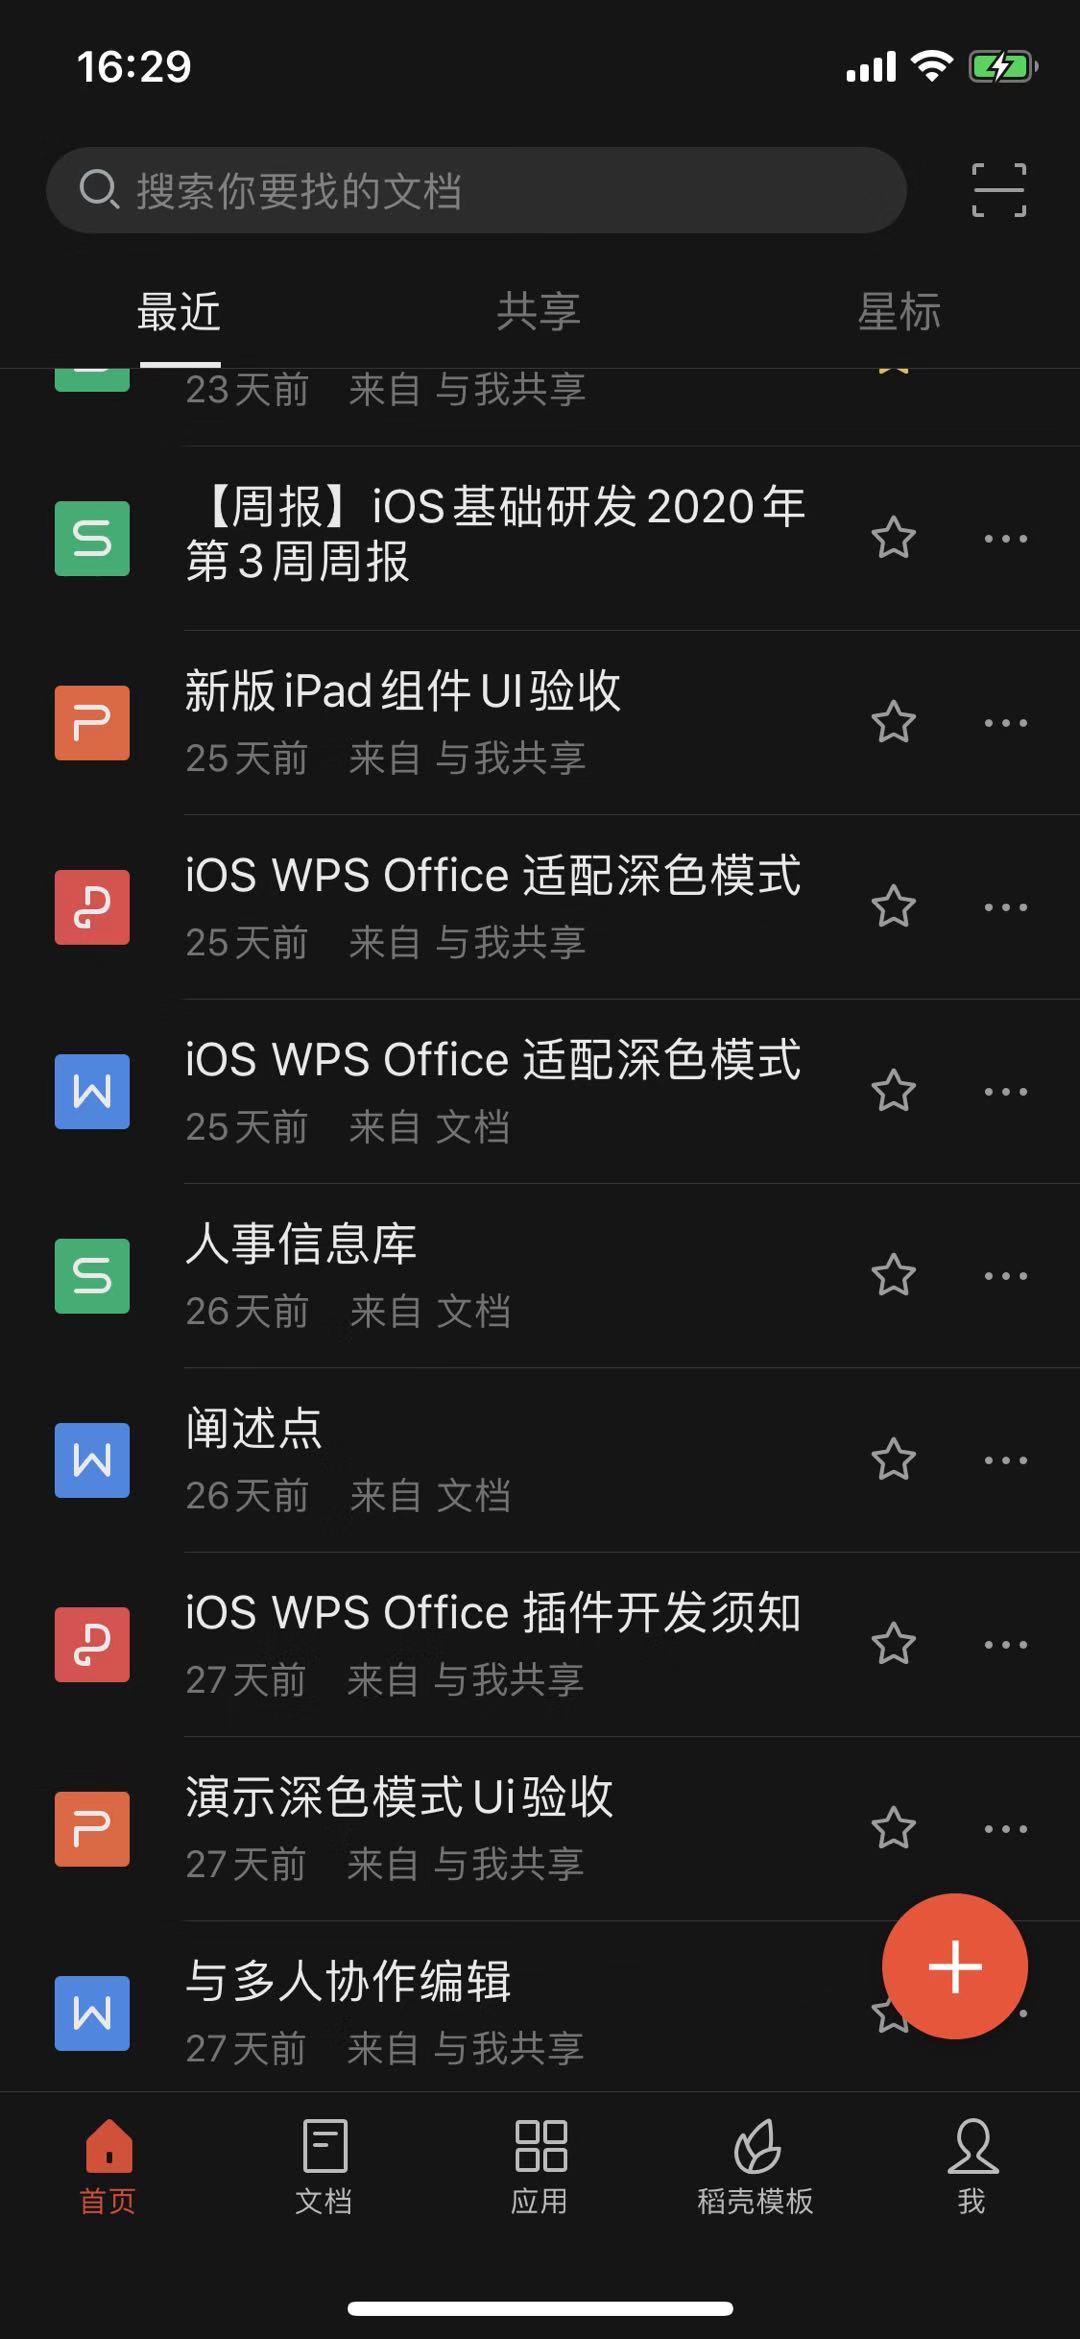 16:29
搜索你要找的文档
最近 共享 星标
23天前 来自 与我共享
【周报】iOS基础研发2020年
第3周周报
新版iPad组件UI验收
25天前 来自 与我共享
iOS WPS Office 适配深色模式
25天前 来自 与我共享
iOS WPS Office 适配深色模式
25天前 来自 文档
人事信息库
26天前 来自 文档
阐述点
26天前 来自 文档
iOS WPS Office 插件开发须知
27天前 来自 与我共享
演示深色模式Ui验收
27天前 来自 与我共享
与多人协作编辑
27天前 来自 与我共享
首页 文档 应用 稻壳模板 我